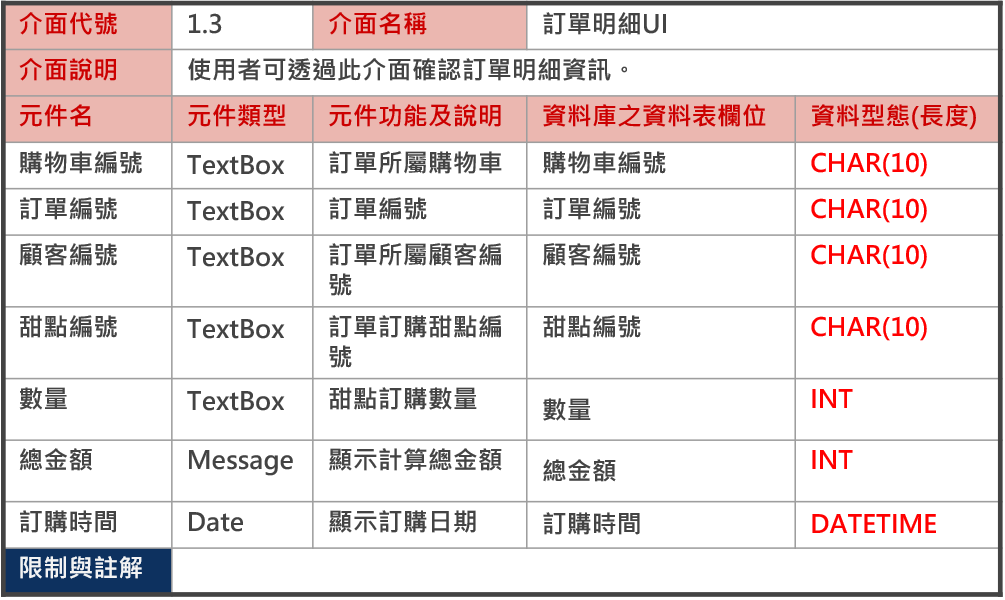 介面代號 1.3 介面名稱 訂單明細UI
介面說明 使用者可透過此介面確認訂單明細資訊。
元件名 元件類型 元件功能及說明 資料庫之資料表欄位 資料型態(長度)
購物車編號 TextBox 訂單所屬購物車 購物車編號 CHAR(10)
訂單編號 TextBox 訂單編號 訂單編號 CHAR(10)
顧客編號 TextBox 訂單所屬顧客編 顧客編號 CHAR(10)
號
甜點編號 TextBox 訂單訂購甜點編 甜點編號 CHAR(10)
號
數量 TextBox 甜點訂購數量 數量 INT
總金額 Message 顯示計算總金額 總金額 INT
訂購時間 Date 顯示訂購日期 訂購時間 DATETIME
限制與註解